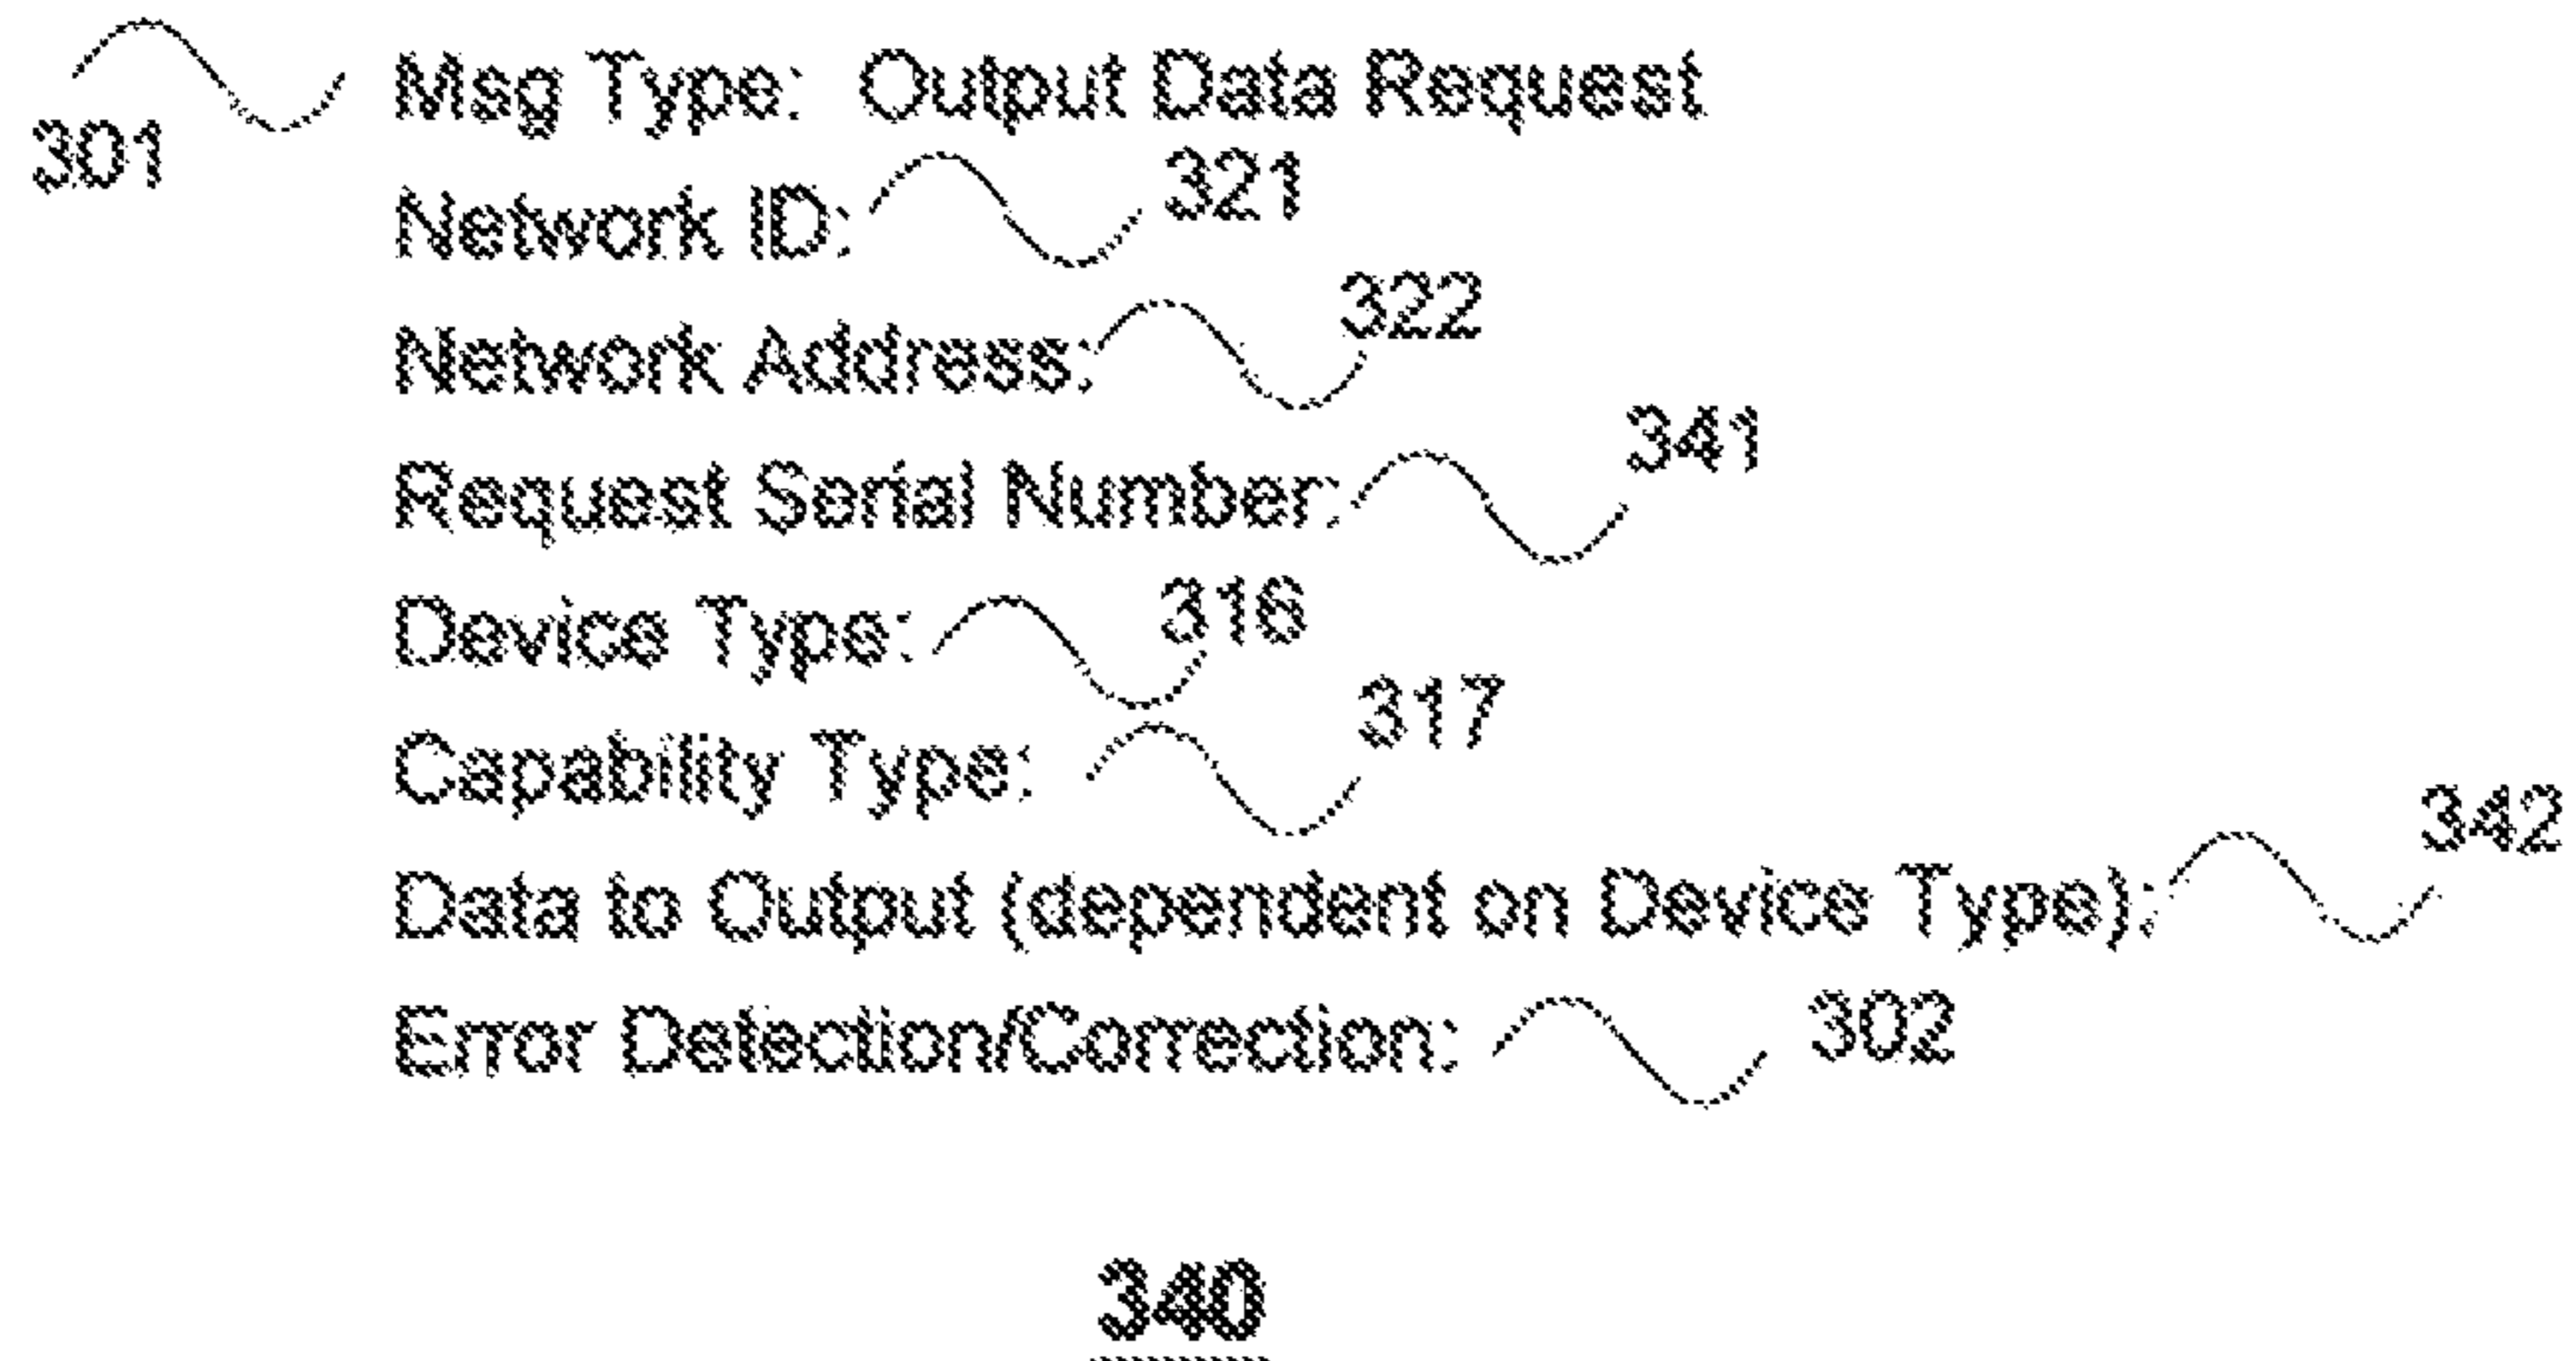 301 Msg Type: Output Data Request
Network ID: 321
Network Address: 322
Request Serial Number: 341
Device Type: 316
Capability Type: 317
Data to Output (dependent on Device Type): 342
Error Detection/Correction: 302
340